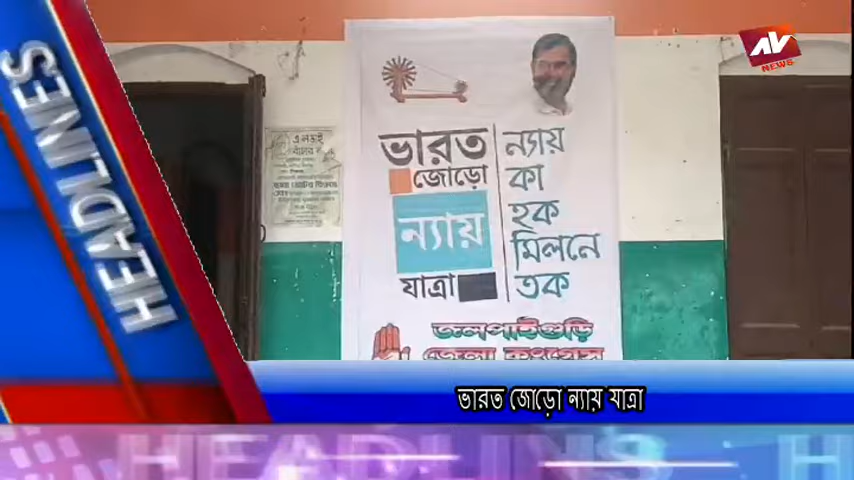 HEADLINES
AV
NEWS
ভারত
জোড়ো
ন্যায়
যাত্রা
ন্যায়
কা
হক
মিলনে
তক
জলপাইগুড়ি
জেলা কংগ্রেস
ভারত জোড়ো ন্যায় যাত্রা
HEADLINES H